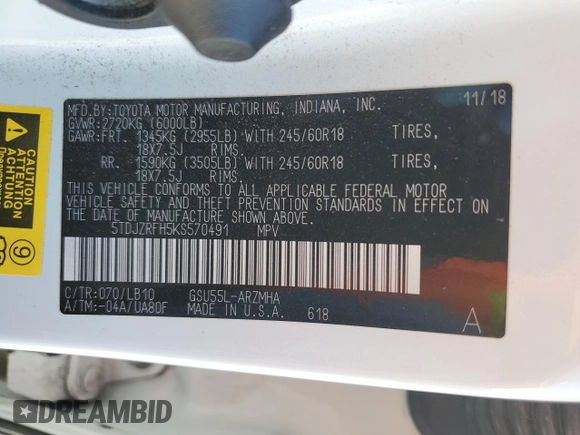 MFD.BY:TOYOTA MOTOR MANUFACTURING, INDIANA, INC. 11/18
GVWR:2720KG (6000LB)
GAWR:FRT. 1345KG (2955LB) WITH 245/60R18 TIRES,
18X7.5J RIMS.
RR. 1590KG (3505LB) WITH 245/60R18 TIRES,
18X7.5J RIMS.
THIS VEHICLE CONFORMS TO ALL APPLICABLE FEDERAL MOTOR
VEHICLE SAFETY AND THEFT PREVENTION STANDARDS IN EFFECT ON
THE DATE OF MANUFACTURE SHOWN ABOVE.
5TDJZRFH5KS570491 MPV
C/TR:070/LB10 GSU55L-ARZMHA
A/TM:-04A/UA80F MADE IN U.S.A. 618
A
ATTENTION
ACHTUNG
9
DREAMBID